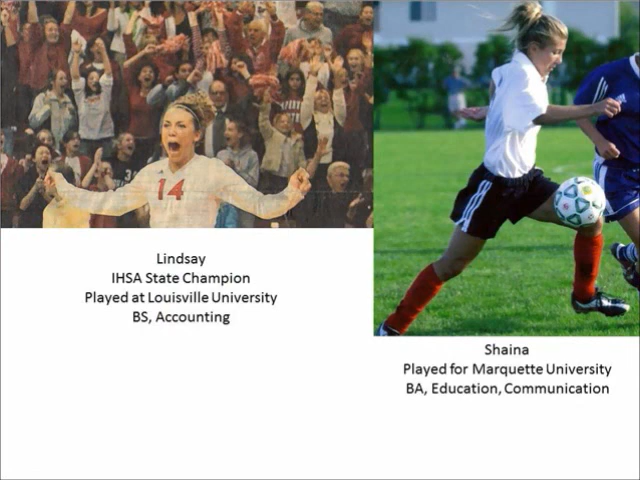 14
Lindsay
IHSA State Champion
Played at Louisville University
BS, Accounting
Shaina
Played for Marquette University
BA, Education, Communication